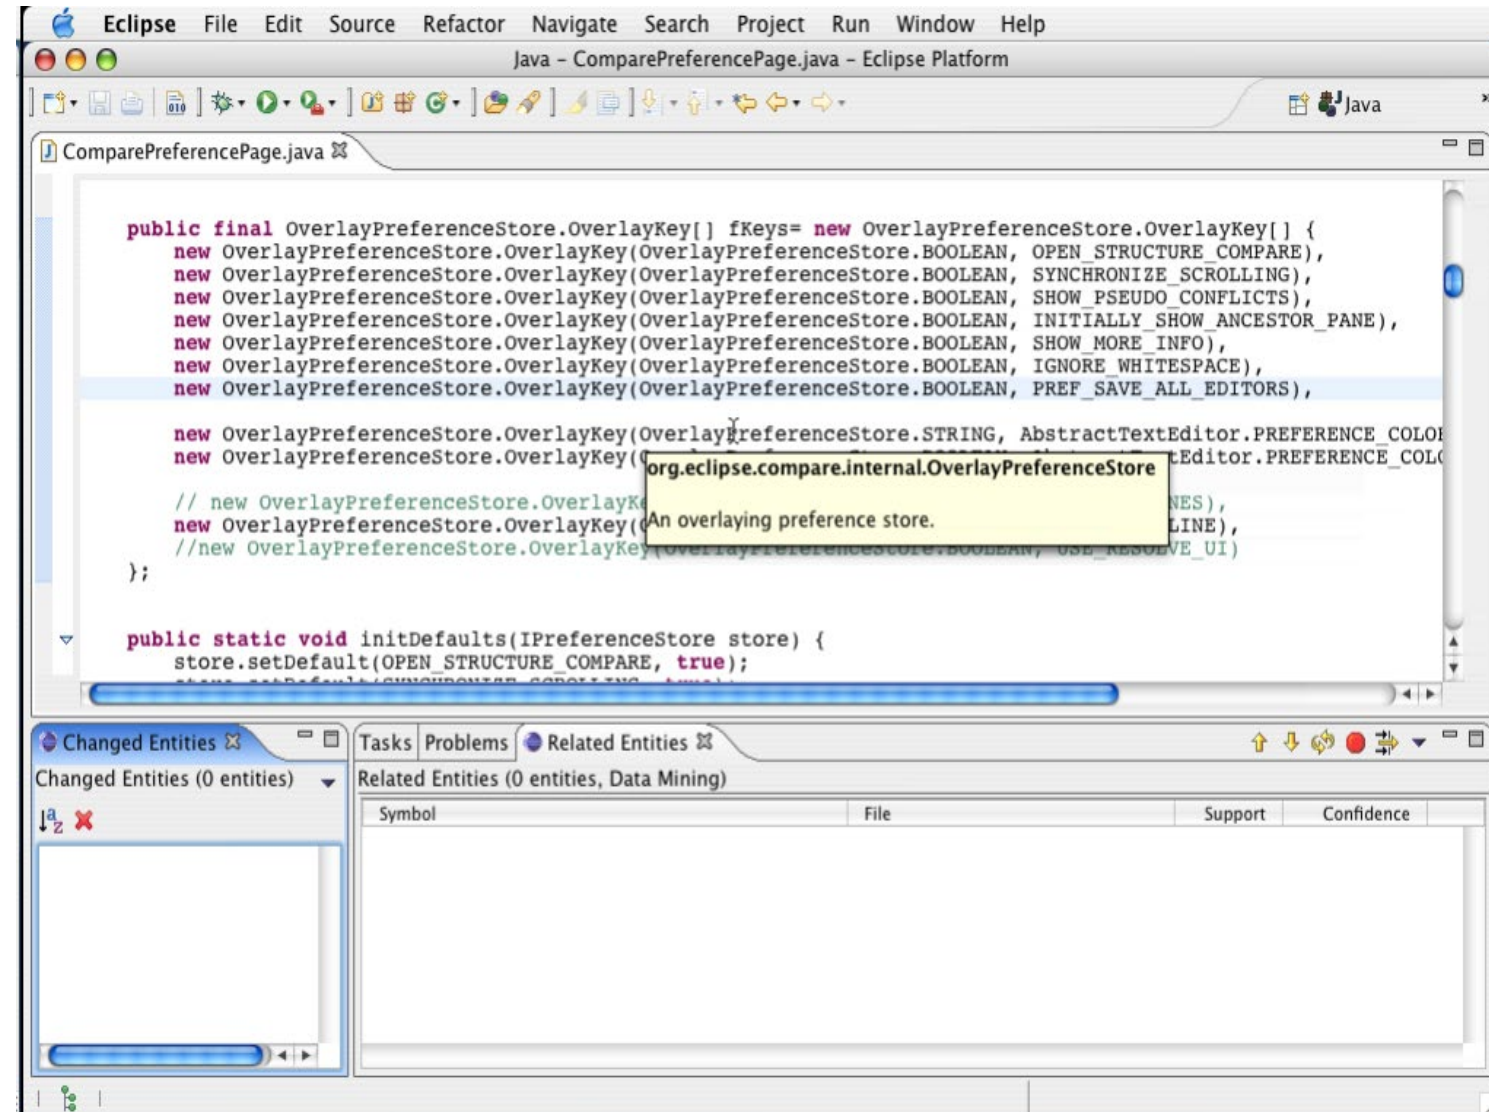 Eclipse File Edit Source Refactor Navigate Search Project Run Window Help
Java – ComparePreferencePage.java – Eclipse Platform
Java
ComparePreferencePage.java
public final OverlayPreferenceStore.OverlayKey[] fKeys= new OverlayPreferenceStore.OverlayKey[] {
new OverlayPreferenceStore.OverlayKey(OverlayPreferenceStore.BOOLEAN, OPEN_STRUCTURE_COMPARE),
new OverlayPreferenceStore.OverlayKey(OverlayPreferenceStore.BOOLEAN, SYNCHRONIZE_SCROLLING),
new OverlayPreferenceStore.OverlayKey(OverlayPreferenceStore.BOOLEAN, SHOW_PSEUDO_CONFLICTS),
new OverlayPreferenceStore.OverlayKey(OverlayPreferenceStore.BOOLEAN, INITIALLY_SHOW_ANCESTOR_PANE),
new OverlayPreferenceStore.OverlayKey(OverlayPreferenceStore.BOOLEAN, SHOW_MORE_INFO),
new OverlayPreferenceStore.OverlayKey(OverlayPreferenceStore.BOOLEAN, IGNORE_WHITESPACE),
new OverlayPreferenceStore.OverlayKey(OverlayPreferenceStore.BOOLEAN, PREF_SAVE_ALL_EDITORS),
new OverlayPreferenceStore.OverlayKey(OverlayPreferenceStore.STRING, AbstractTextEditor.PREFERENCE_COLO
new OverlayPreferenceStore.OverlayKey( Editor.PREFERENCE_COLO
org.eclipse.compare.internal.OverlayPreferenceStore
An overlaying preference store.
// new OverlayPreferenceStore.OverlayKe NES),
new OverlayPreferenceStore.OverlayKey( LINE),
//new OverlayPreferenceStore.OverlayKey(OverlayPreferenceStore.BOOLEAN, USE_RESOLVE_UI)
};
public static void initDefaults(IPreferenceStore store) {
store.setDefault(OPEN_STRUCTURE_COMPARE, true);
Changed Entities
Changed Entities (0 entities)
Tasks Problems Related Entities
Related Entities (0 entities, Data Mining)
Symbol File Support Confidence